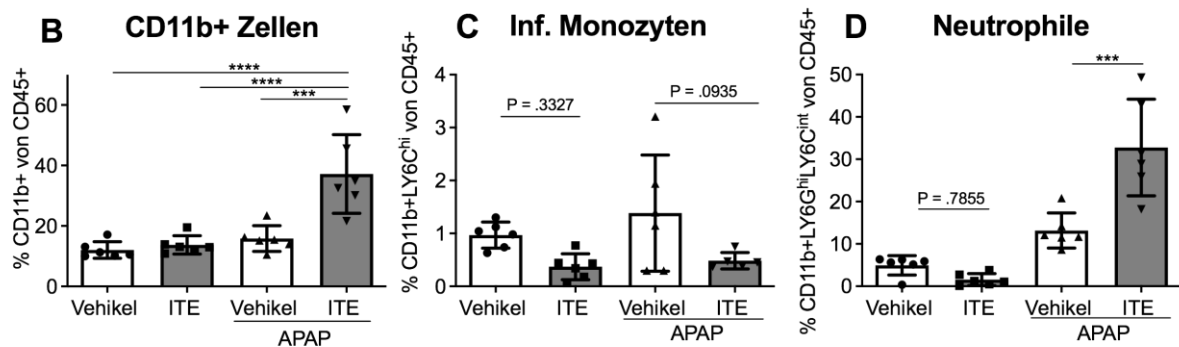 B CD11b+ Zellen
% CD11b+ von CD45+
60
40
20
0
****
****
***
Vehikel ITE Vehikel ITE
APAP
C Inf. Monozyten
% CD11b+LY6C^hi von CD45+
4
3
2
1
0
P = .3327
P = .0935
Vehikel ITE Vehikel ITE
APAP
D Neutrophile
% CD11b+LY6G^hiLY6C^int von CD45+
50
40
30
20
10
0
***
P = .7855
Vehikel ITE Vehikel ITE
APAP